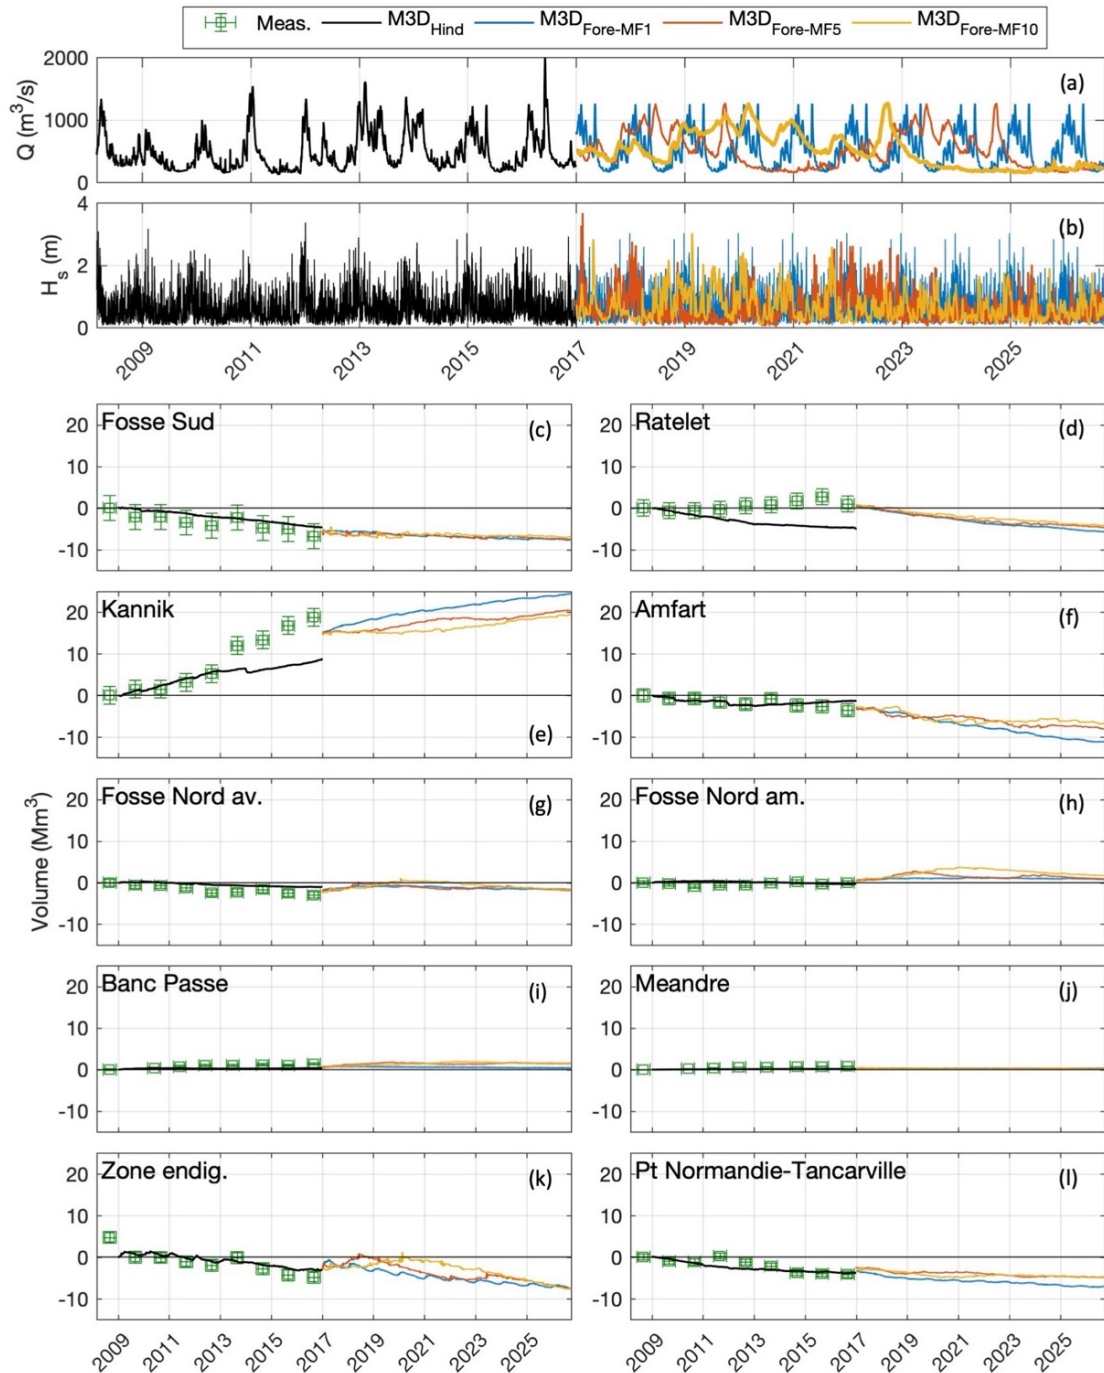 Meas. M3D_Hind M3D_Fore-MF1 M3D_Fore-MF5 M3D_Fore-MF10
2000
1000
0
Q (m³/s)
(a)
4
2
0
H_s (m)
(b)
2009 2011 2013 2015 2017 2019 2021 2023 2025
Fosse Sud (c)
20
10
0
-10
Ratelet (d)
20
10
0
-10
Kannik
20
10
0
-10
(e)
Amfart (f)
20
10
0
-10
Volume (Mm³)
Fosse Nord av. (g)
20
10
0
-10
Fosse Nord am. (h)
20
10
0
-10
Banc Passe (i)
20
10
0
-10
Meandre (j)
20
10
0
-10
Zone endig. (k)
20
10
0
-10
2009 2011 2013 2015 2017 2019 2021 2023 2025
Pt Normandie-Tancarville (l)
20
10
0
-10
2009 2011 2013 2015 2017 2019 2021 2023 2025